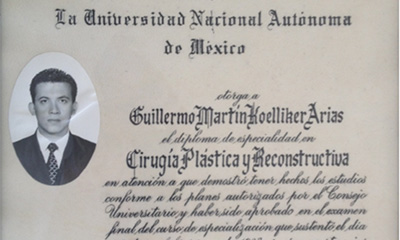 La Universidad Nacional Autónoma
de México
otorga a
Guillermo Martín Koelliker Arias
el diploma de especialidad en
Cirugía Plástica y Reconstructiva
en atención a que demostró tener hechos los estudios
conforme a los planes autorizados por el Consejo
Universitario y haber sido aprobado en el examen
final del curso de especialización que sustentó el día